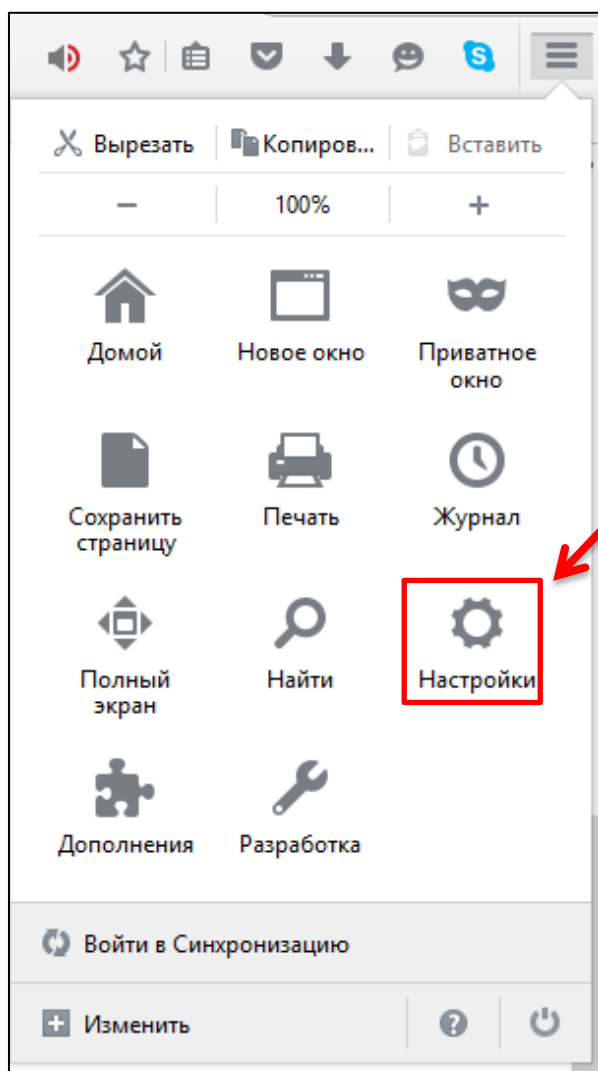 Вырезать Копиров... Вставить
− 100% +
Домой Новое окно Приватное
окно
Сохранить Печать Журнал
страницу
Полный Найти Настройки
экран
Дополнения Разработка
Войти в Синхронизацию
Изменить